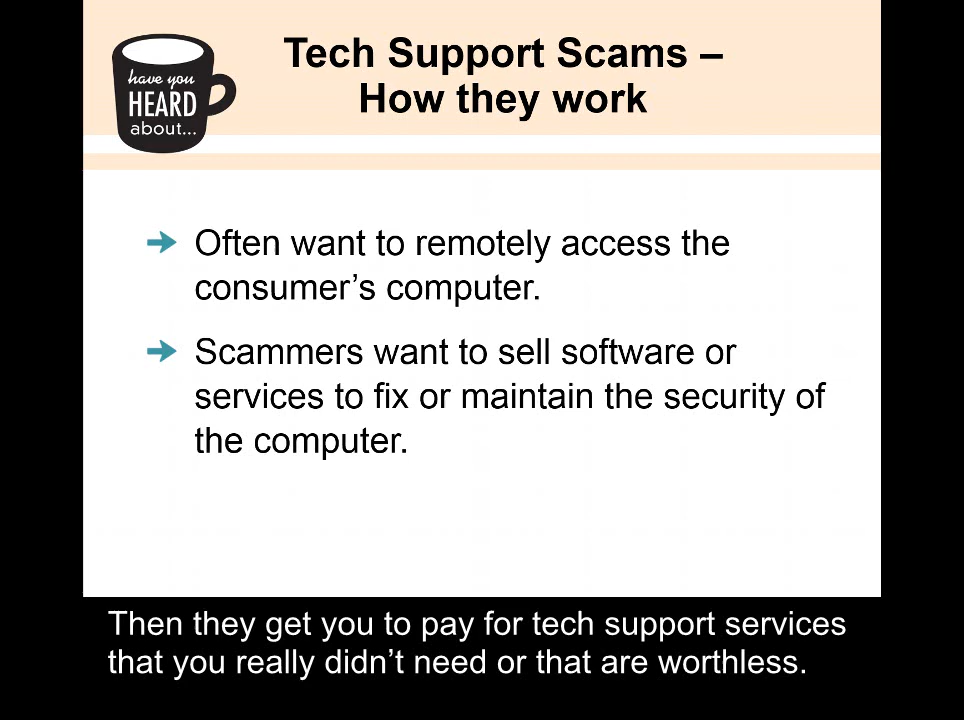 have you
HEARD
about...
Tech Support Scams –
How they work
Often want to remotely access the
consumer’s computer.
Scammers want to sell software or
services to fix or maintain the security of
the computer.
Then they get you to pay for tech support services
that you really didn’t need or that are worthless.